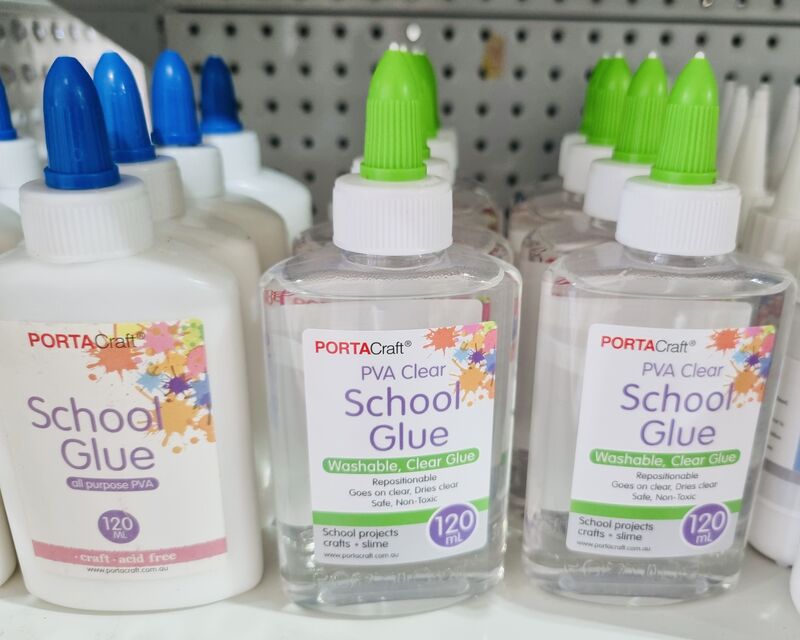 PORTACraft®
School
Glue
all purpose PVA
120
ML
· craft · acid free
www.portacraft.com.au
PORTACraft®
PVA Clear
School
Glue
Washable, Clear Glue
Repositionable
Goes on clear, Dries clear
Safe, Non-Toxic
School projects
crafts + slime
120
mL
www.portacraft.com.au
PORTACraft®
PVA Clear
School
Glue
Washable, Clear Glue
Repositionable
Goes on clear, Dries clear
Safe, Non-Toxic
School projects
crafts + slime
120
mL
www.portacraft.com.au